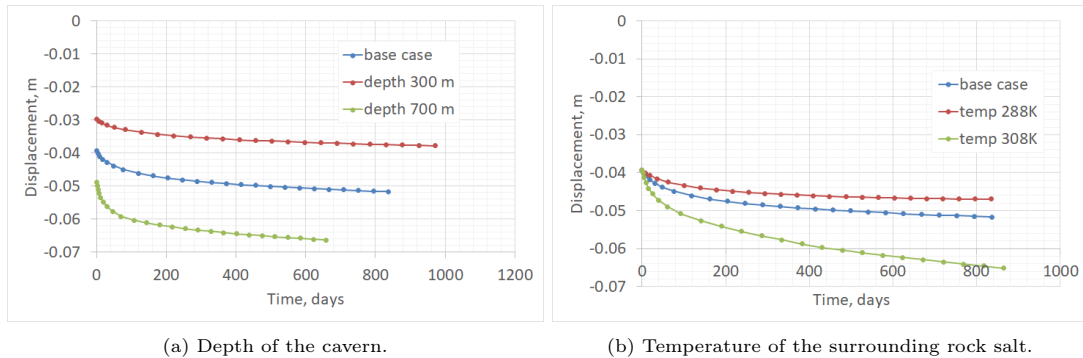 0
-0.01
-0.02
-0.03
-0.04
-0.05
-0.06
-0.07
Displacement, m
0 200 400 600 800 1000 1200
Time, days
base case
depth 300 m
depth 700 m
(a) Depth of the cavern.
0
-0.01
-0.02
-0.03
-0.04
-0.05
-0.06
-0.07
Displacement, m
0 200 400 600 800 1000
Time, days
base case
temp 288K
temp 308K
(b) Temperature of the surrounding rock salt.